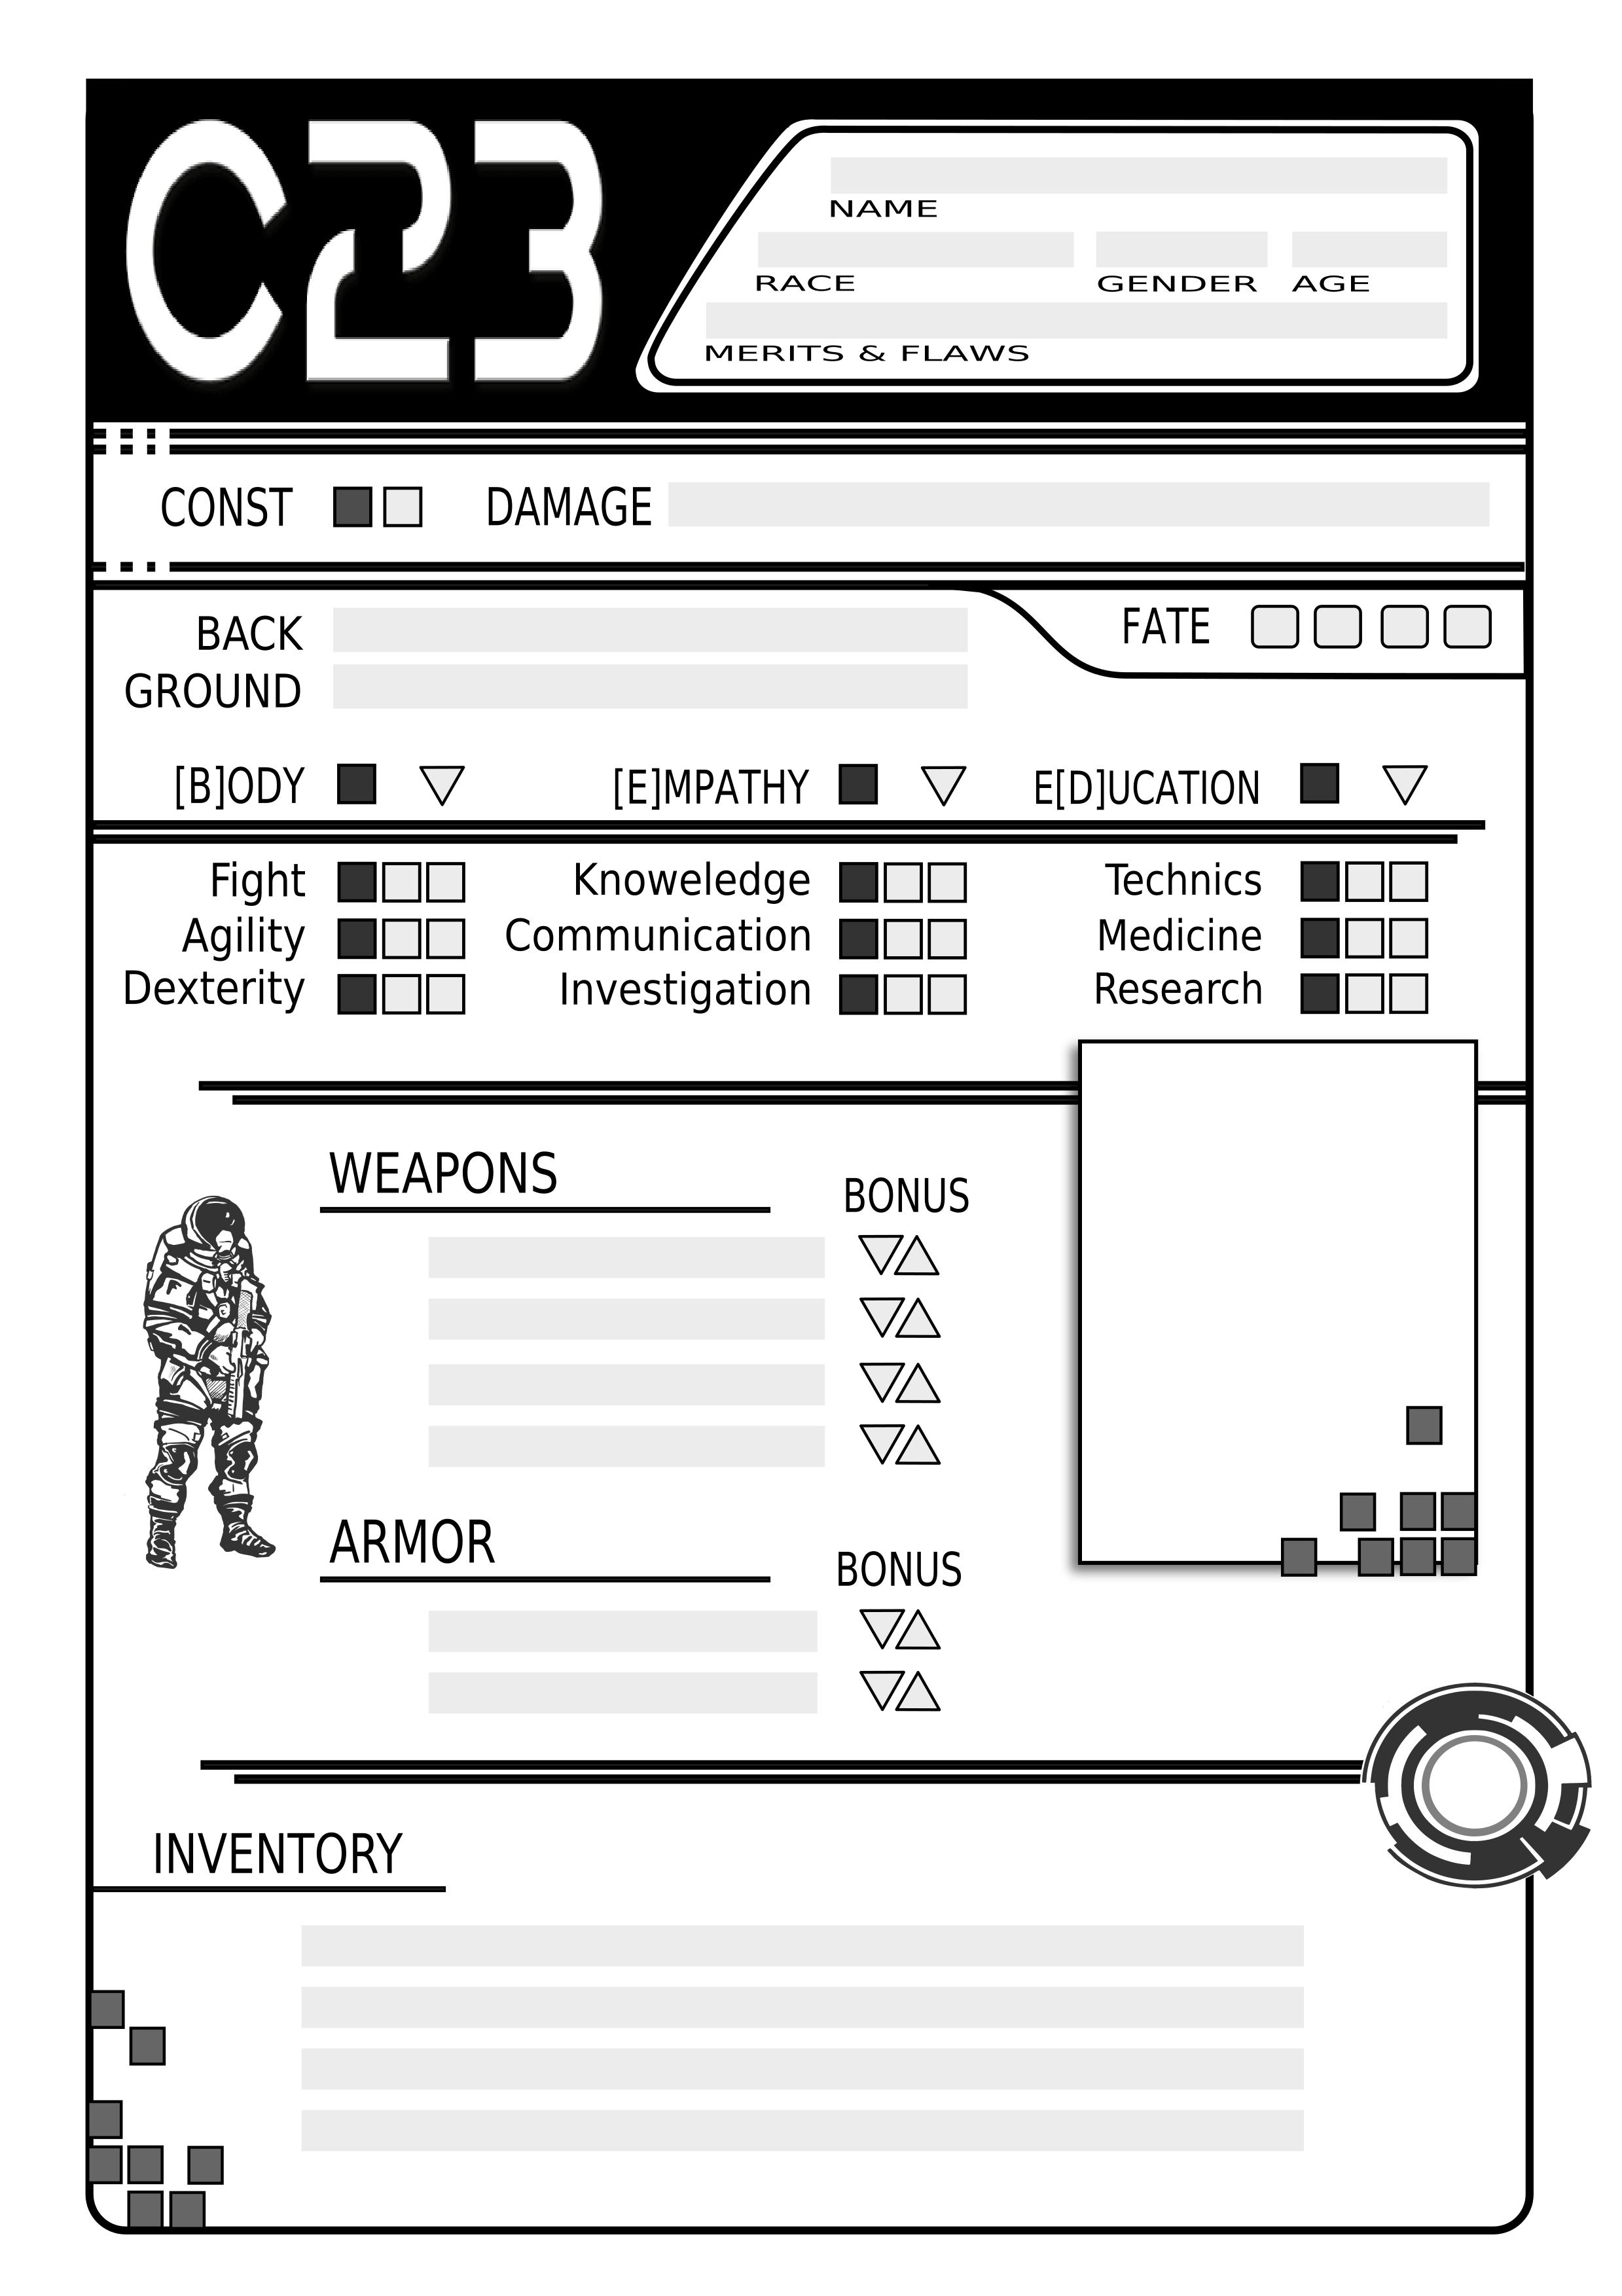 C23
NAME
RACE GENDER AGE
MERITS & FLAWS
CONST DAMAGE
BACK
GROUND
FATE
[B]ODY [E]MPATHY E[D]UCATION
Fight Knoweledge Technics
Agility Communication Medicine
Dexterity Investigation Research
WEAPONS
BONUS
ARMOR
BONUS
INVENTORY